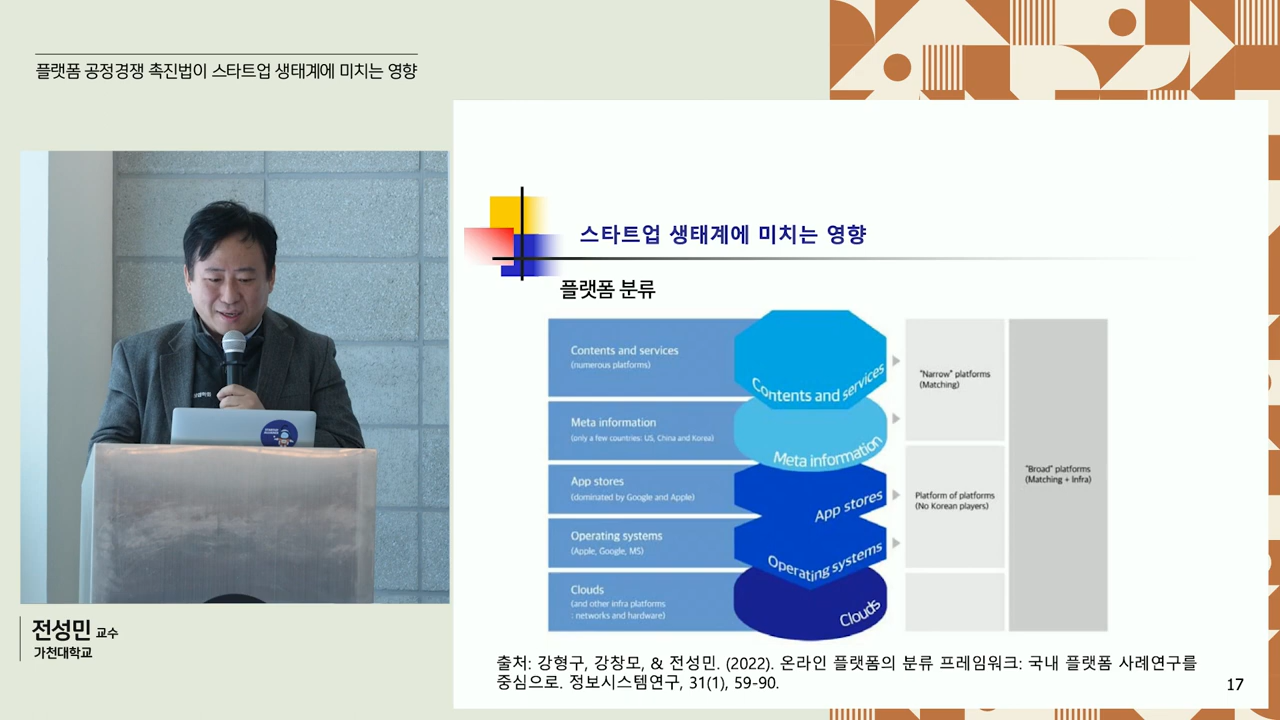 플랫폼 공정경쟁 촉진법이 스타트업 생태계에 미치는 영향
스타트업 생태계에 미치는 영향
플랫폼 분류
Contents and services
(numerous platforms)
Meta information
(only a few countries: US, China and Korea)
App stores
(dominated by Google and Apple)
Operating systems
(Apple, Google, MS)
Clouds
(and other infra platforms
: networks and hardware)
Contents and services
Meta information
App stores
Operating systems
Clouds
"Narrow" platforms
(Matching)
Platform of platforms
(No Korean players)
"Broad" platforms
(Matching + Infra)
출처: 강형구, 강창모, & 전성민. (2022). 온라인 플랫폼의 분류 프레임워크: 국내 플랫폼 사례연구를
중심으로. 정보시스템연구, 31(1), 59-90.
17
전성민 교수
가천대학교